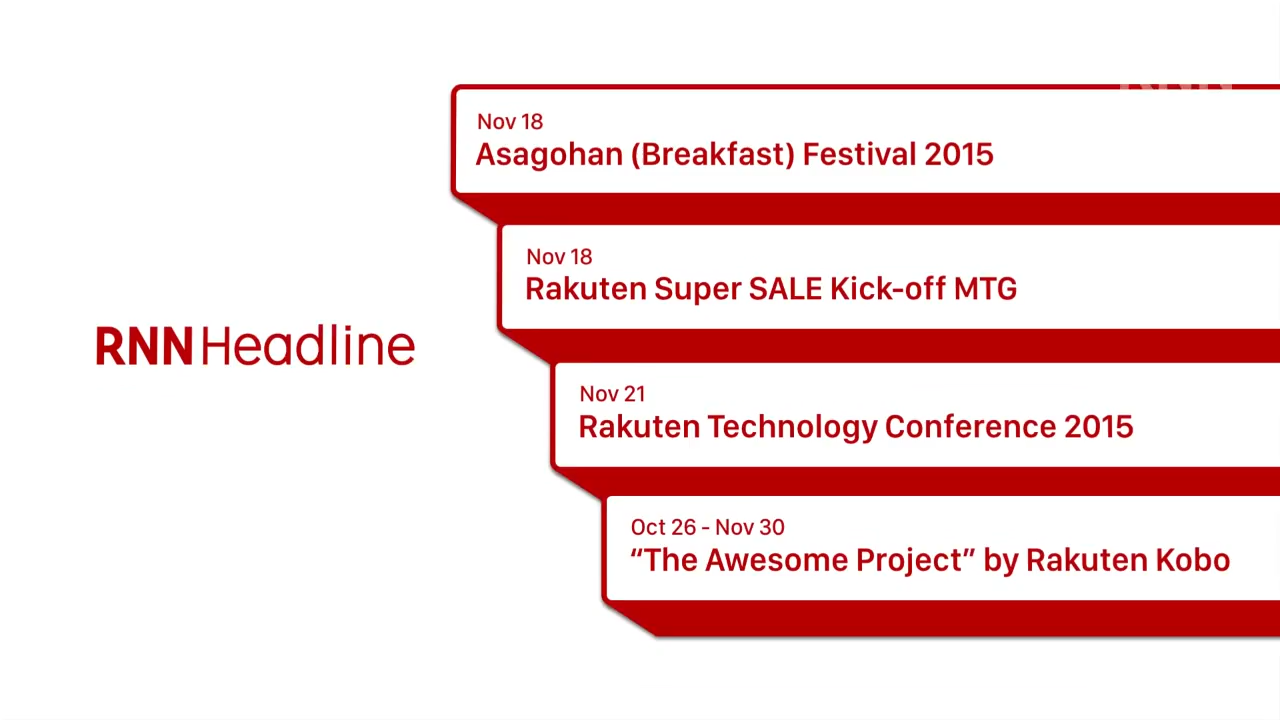 RNN
Nov 18
Asagohan (Breakfast) Festival 2015
Nov 18
Rakuten Super SALE Kick-off MTG
RNN Headline
Nov 21
Rakuten Technology Conference 2015
Oct 26 - Nov 30
“The Awesome Project” by Rakuten Kobo